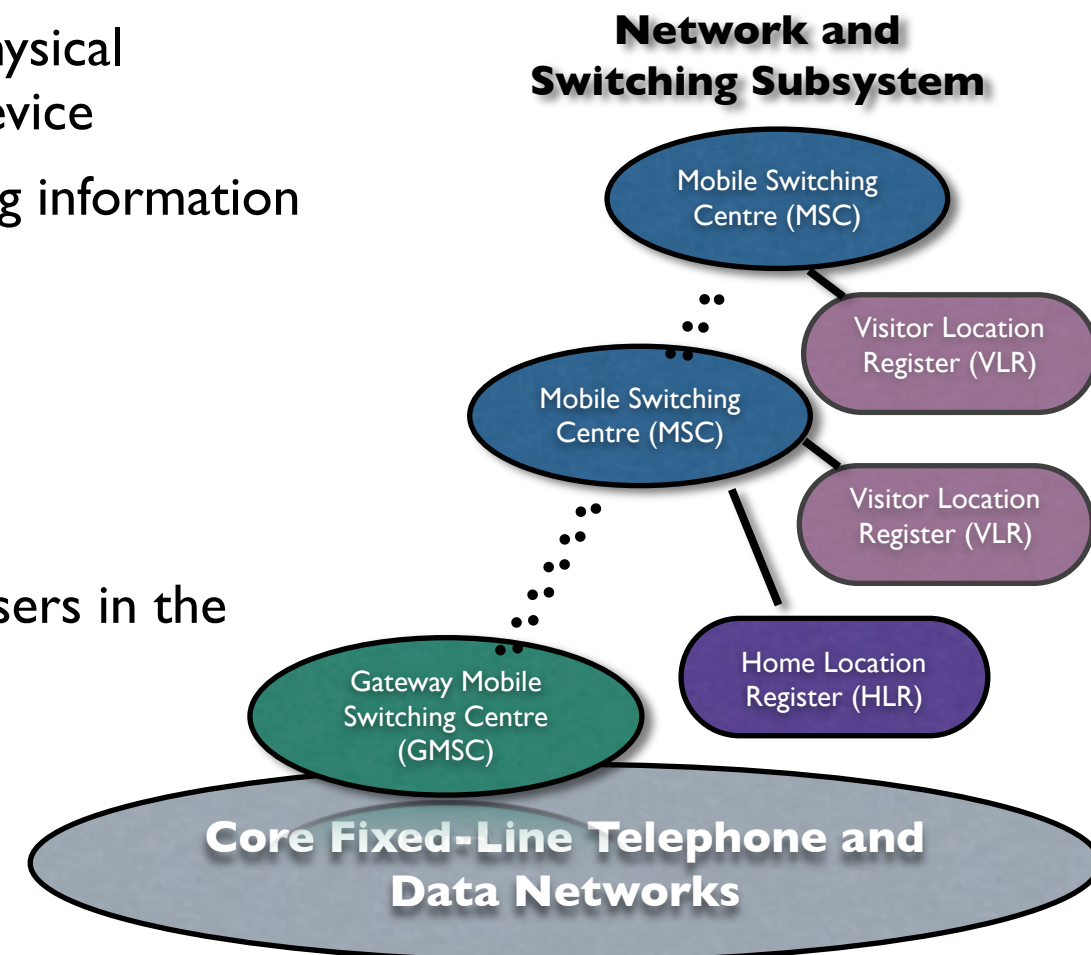 hysical
evice
g information
sers in the
Network and
Switching Subsystem
Mobile Switching
Centre (MSC)
Visitor Location
Register (VLR)
Mobile Switching
Centre (MSC)
Visitor Location
Register (VLR)
Home Location
Register (HLR)
Gateway Mobile
Switching Centre
(GMSC)
Core Fixed-Line Telephone and
Data Networks